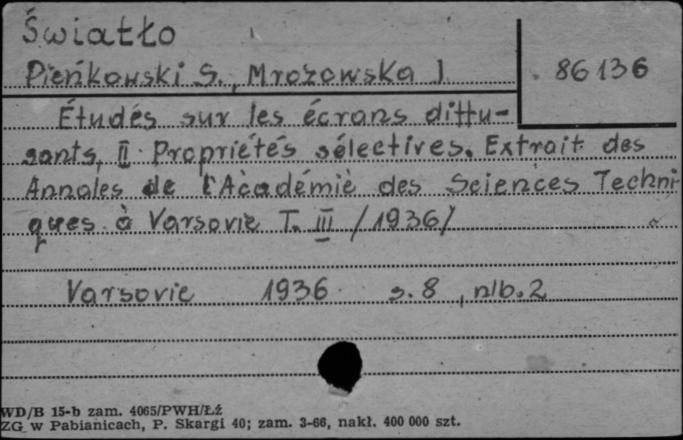 Światło
Pieńkowski S., Mrozowska J.
86136
Études sur les écrans diffu-
sants, II. Propriétés sélectives. Extrait des
Annales de l'Académie des Sciences Techni-
ques à Varsovie T. III /1936/
Varsovie 1936 s. 8, nlb. 2
WD/B 15-b zam. 4065/PWH/Łź
ZG w Pabianicach, P. Skargi 40; zam. 3-66, nakł. 400 000 szt.